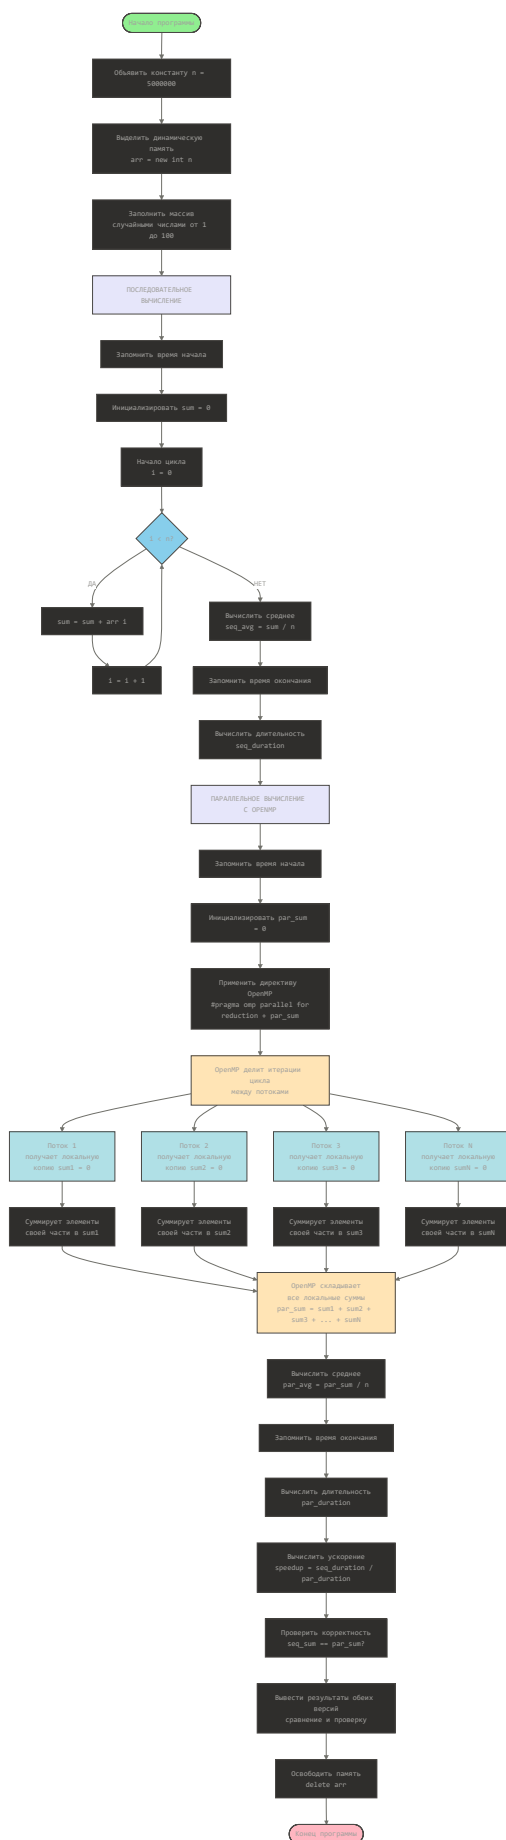 Начало программы
Объявить константу n =
5000000
Выделить динамическую
память
arr = new int n
Заполнить массив
случайными числами от 1
до 100
ПОСЛЕДОВАТЕЛЬНОЕ
ВЫЧИСЛЕНИЕ
Запомнить время начала
Инициализировать sum = 0
Начало цикла
i = 0
i < n?
ДА
НЕТ
sum = sum + arr i
i = i + 1
Вычислить среднее
seq_avg = sum / n
Запомнить время окончания
Вычислить длительность
seq_duration
ПАРАЛЛЕЛЬНОЕ ВЫЧИСЛЕНИЕ
С OPENMP
Запомнить время начала
Инициализировать par_sum
= 0
Применить директиву
OpenMP
#pragma omp parallel for
reduction + par_sum
OpenMP делит итерации
цикла
между потоками
Поток 1
получает локальную
копию sum1 = 0
Поток 2
получает локальную
копию sum2 = 0
Поток 3
получает локальную
копию sum3 = 0
Поток N
получает локальную
копию sumN = 0
Суммирует элементы
своей части в sum1
Суммирует элементы
своей части в sum2
Суммирует элементы
своей части в sum3
Суммирует элементы
своей части в sumN
OpenMP складывает
все локальные суммы
par_sum = sum1 + sum2 +
sum3 + ... + sumN
Вычислить среднее
par_avg = par_sum / n
Запомнить время окончания
Вычислить длительность
par_duration
Вычислить ускорение
speedup = seq_duration /
par_duration
Проверить корректность
seq_sum == par_sum?
Вывести результаты обеих
версий
сравнение и проверку
Освободить память
delete arr
Конец программы